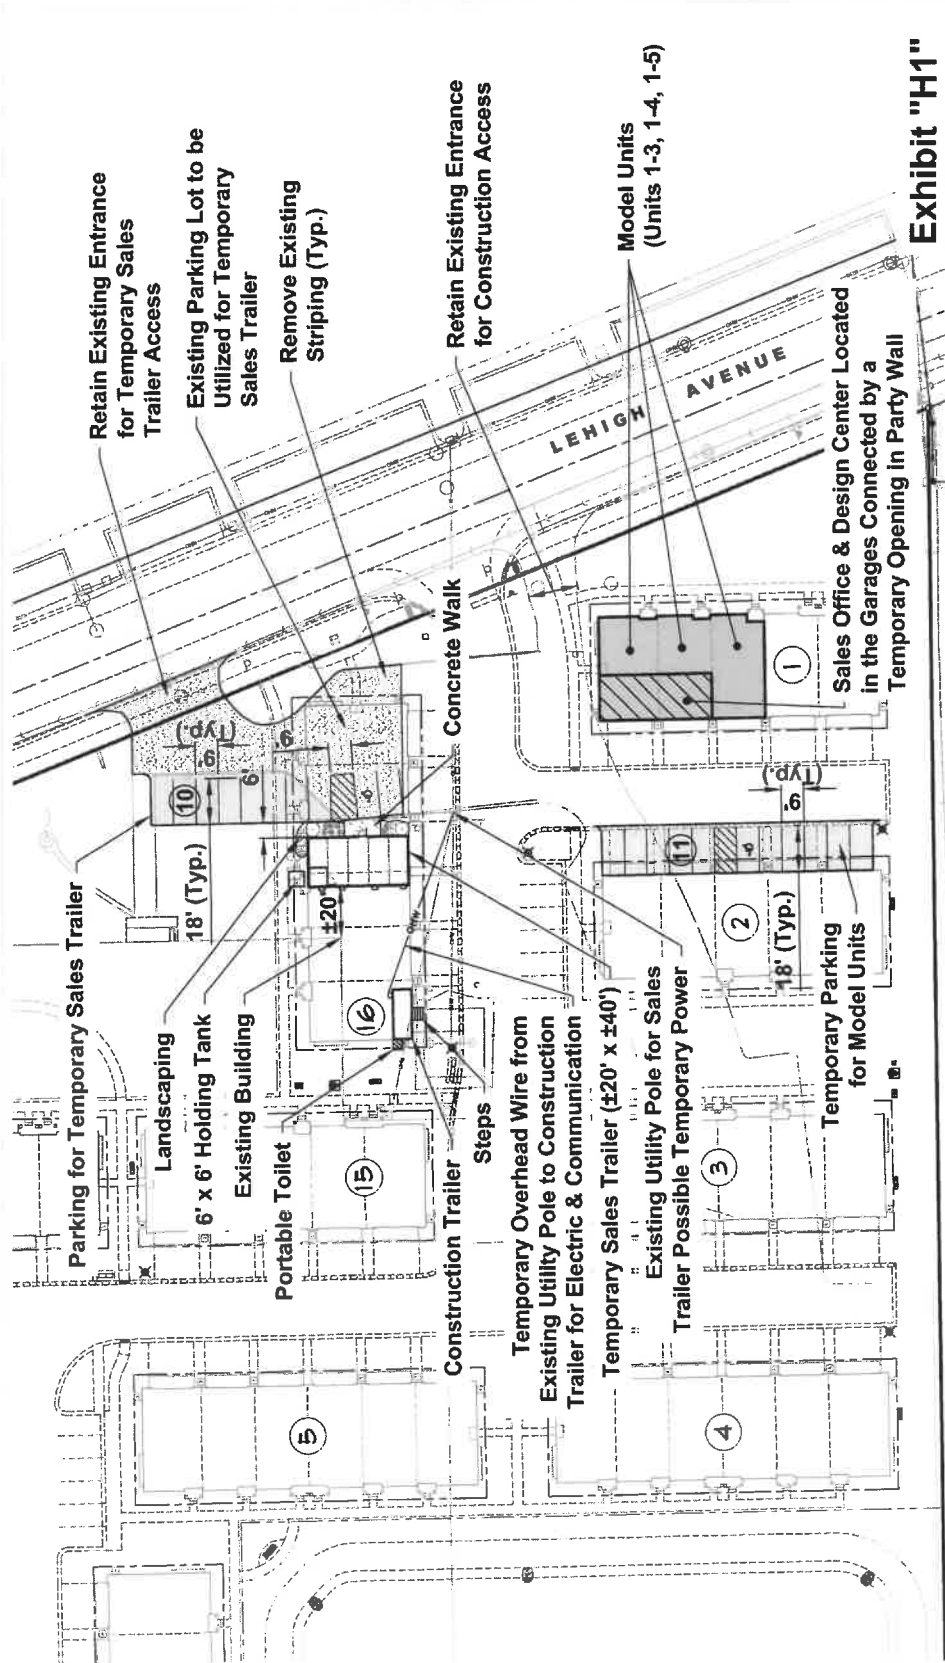 Retain Existing Entrance
for Temporary Sales
Trailer Access
Existing Parking Lot to be
Utilized for Temporary
Sales Trailer
Remove Existing
Striping (Typ.)
Retain Existing Entrance
for Construction Access
Model Units
(Units 1-3, 1-4, 1-5)
Exhibit "H1"
LEHIGH AVENUE
Sales Office & Design Center Located
in the Garages Connected by a
Temporary Opening in Party Wall
Concrete Walk
Parking for Temporary Sales Trailer
Landscaping
6' x 6' Holding Tank
Existing Building
Portable Toilet
Construction Trailer
Steps
Temporary Overhead Wire from
Existing Utility Pole to Construction
Trailer for Electric & Communication
Temporary Sales Trailer (±20' x ±40')
Existing Utility Pole for Sales
Trailer Possible Temporary Power
Temporary Parking
for Model Units
18' (Typ.)
9'
(Typ.)
6'
9'
±20'
10
18' (Typ.)
9'
(Typ.)
11
1
2
3
4
5
15
16